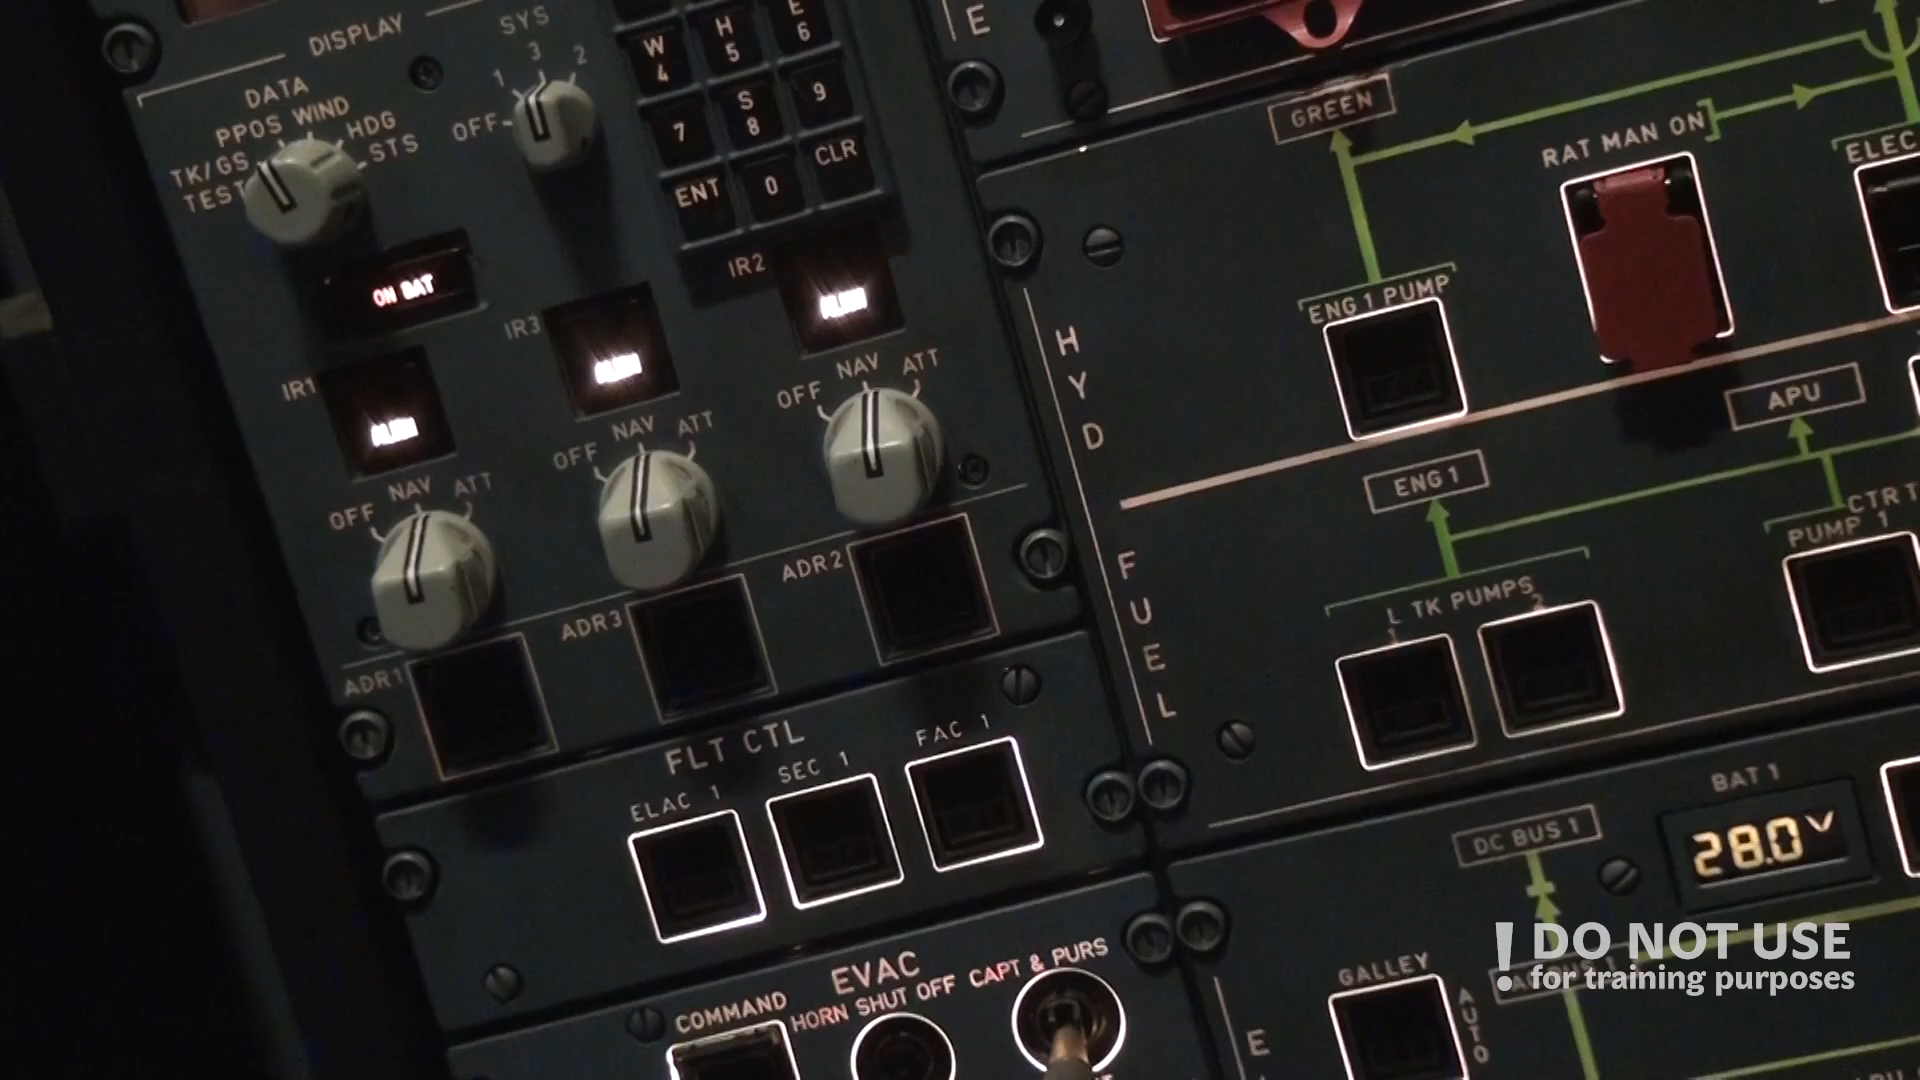 DISPLAY
SYS
DATA
PPOS WIND
TK/GS
HDG
TEST
STS
OFF
1
3
2
W
4
H
5
E
6
7
S
8
9
ENT
0
CLR
ON BAT
IR1
ALIGN
IR3
ALIGN
IR2
ALIGN
OFF NAV ATT
OFF NAV ATT
OFF NAV ATT
ADR1
ADR3
ADR2
FLT CTL
ELAC 1
SEC 1
FAC 1
EVAC
COMMAND
HORN SHUT OFF
CAPT & PURS
E
GREEN
RAT MAN ON
ELEC
ENG 1 PUMP
HYD
APU
ENG 1
CTR T
PUMP 1
FUEL
L TK PUMPS
1
2
BAT 1
DC BUS 1
28.0V
GALLEY
AUTO
E
! DO NOT USE
for training purposes